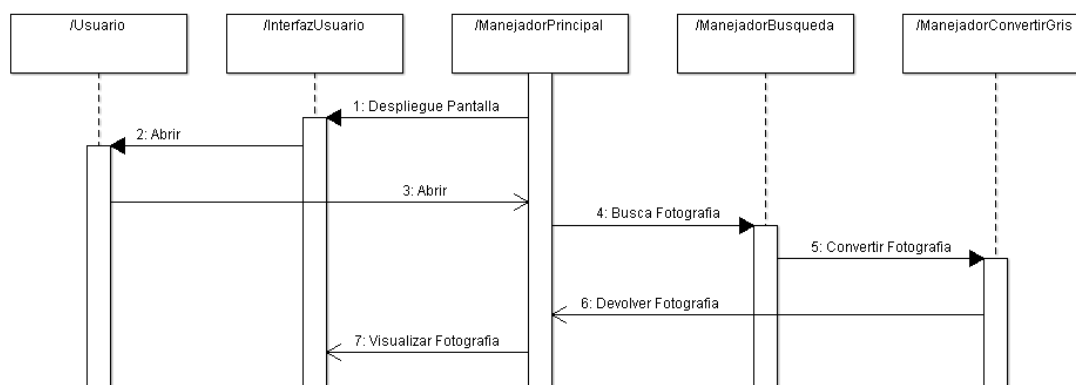 /Usuario
/InterfazUsuario
/ManejadorPrincipal
/ManejadorBusqueda
/ManejadorConvertirGris
1: Despliegue Pantalla
2: Abrir
3: Abrir
4: Busca Fotografia
5: Convertir Fotografia
6: Devolver Fotografia
7: Visualizar Fotografia